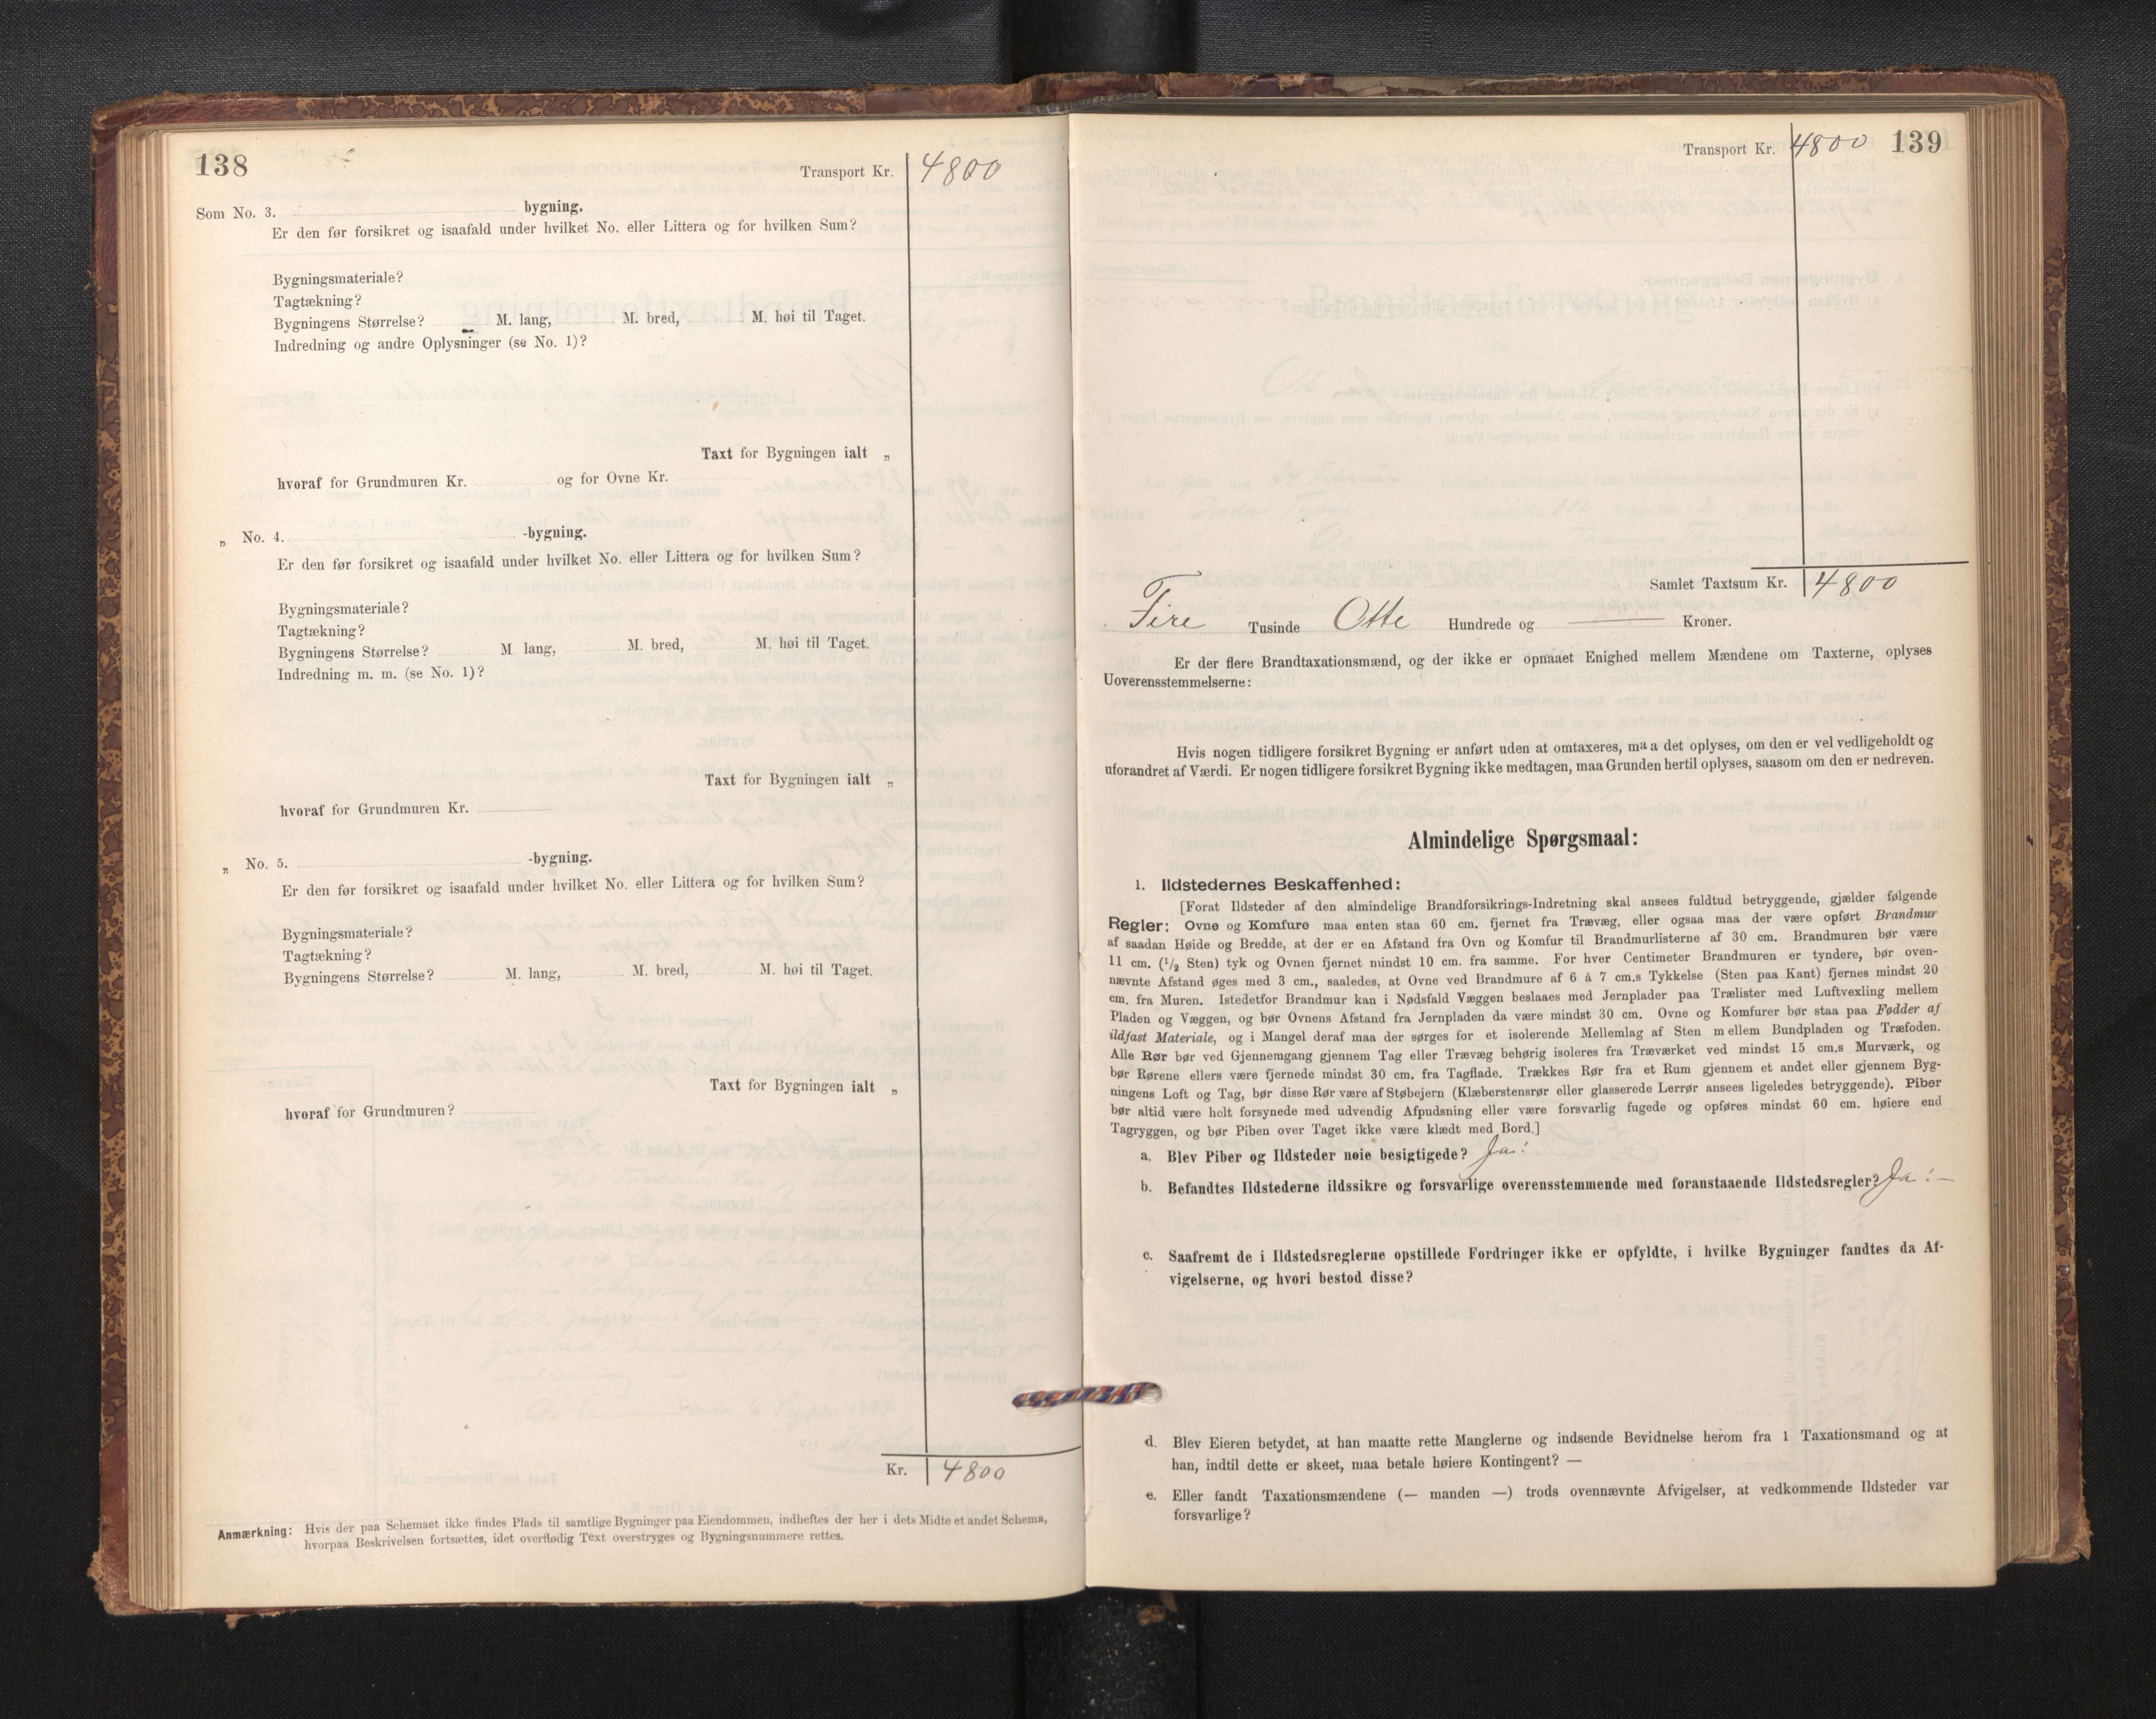 138
Transport Kr. 4800
Som No. 3. bygning.
Er den før forsikret og isaafald under hvilket No. eller Littera og for hvilken Sum?
Bygningsmateriale?
Tagtækning?
Bygningens Størrelse? M. lang, M. bred, M. høi til Taget.
Indredning og andre Oplysninger (se No. 1)?
Taxt for Bygningen ialt „
hvoraf for Grundmuren Kr. og for Ovne Kr.
„ No. 4. -bygning.
Er den før forsikret og isaafald under hvilket No. eller Littera og for hvilken Sum?
Bygningsmateriale?
Tagtækning?
Bygningens Størrelse? M. lang, M. bred, M. høi til Taget.
Indredning m. m. (se No. 1)?
Taxt for Bygningen ialt „
hvoraf for Grundmuren Kr.
„ No. 5. -bygning.
Er den før forsikret og isaafald under hvilket No. eller Littera og for hvilken Sum?
Bygningsmateriale?
Tagtækning?
Bygningens Størrelse? M. lang, M. bred, M. høi til Taget.
Taxt for Bygningen ialt „
hvoraf for Grundmuren?
Kr. 4800
Anmærkning: Hvis der paa Schemaet ikke findes Plads til samtlige Bygninger paa Eiendommen, indheftes der her i dets Midte et andet Schema,
hvorpaa Beskrivelsen fortsættes, idet overflødig Text overstryges og Bygningsnummere rettes.
Transport Kr. 4800 139
Samlet Taxtsum Kr. 4800
Fire Tusinde Otte Hundrede og — Kroner.
Er der flere Brandtaxationsmænd, og der ikke er opnaaet Enighed mellem Mændene om Taxterne, oplyses
Uoverensstemmelserne:
Hvis nogen tidligere forsikret Bygning er anført uden at omtaxeres, maa det oplyses, om den er vel vedligeholdt og
uforandret af Værdi. Er nogen tidligere forsikret Bygning ikke medtagen, maa Grunden hertil oplyses, saasom om den er nedreven.
Almindelige Spørgsmaal:
1. Ildstedernes Beskaffenhed:
[Forat Ildsteder af den almindelige Brandforsikrings-Indretning skal ansees fuldtud betryggende, gjælder følgende
Regler: Ovne og Komfure maa enten staa 60 cm. fjernet fra Trævæg, eller ogsaa maa der være opført Brandmur
af saadan Høide og Bredde, at der er en Afstand fra Ovn og Komfur til Brandmurlisterne af 30 cm. Brandmuren bør være
11 cm. (1/2 Sten) tyk og Ovnen fjernet mindst 10 cm. fra samme. For hver Centimeter Brandmuren er tyndere, bør oven-
nævnte Afstand øges med 3 cm., saaledes, at Ovne ved Brandmure af 6 à 7 cm.s Tykkelse (Sten paa Kant) fjernes mindst 20
cm. fra Muren. Istedetfor Brandmur kan i Nødsfald Væggen beslaaes med Jernplader paa Trælister med Luftvexling mellem
Pladen og Væggen, og bør Ovnens Afstand fra Jernpladen da være mindst 30 cm. Ovne og Komfurer bør staa paa Fødder af
ildfast Materiale, og i Mangel deraf maa der sørges for et isolerende Mellemlag af Sten mellem Bundpladen og Træfoden.
Alle Rør bør ved Gjennemgang gjennem Tag eller Trævæg behørig isoleres fra Træværket ved mindst 15 cm.s Murværk, og
bør Rørene ellers være fjernede mindst 30 cm. fra Tagflade. Trækkes Rør fra et Rum gjennem et andet eller gjennem Byg-
ningens Loft og Tag, bør disse Rør være af Støbejern (Klæberstensrør eller glasserede Lerrør ansees ligeledes betryggende). Piber
bør altid være helt forsynede med udvendig Afpudsning eller være forsvarlig fugede og opføres mindst 60 cm. høiere end
Tagryggen, og bør Piben over Taget ikke være klædt med Bord.]
a. Blev Piber og Ildsteder nøie besigtigede? Ja!
b. Befandtes Ildstederne ildssikre og forsvarlige overensstemmende med foranstaaende Ildstedsregler? Ja! —
c. Saafremt de i Ildstedsreglerne opstillede Fordringer ikke er opfyldte, i hvilke Bygninger fandtes da Af-
vigelserne, og hvori bestod disse?
d. Blev Eieren betydet, at han maatte rette Manglerne og indsende Bevidnelse herom fra 1 Taxationsmand og at
han, indtil dette er skeet, maa betale høiere Kontingent? —
e. Eller fandt Taxationsmændene (— manden —) trods ovennævnte Afvigelser, at vedkommende Ildsteder var
forsvarlige?